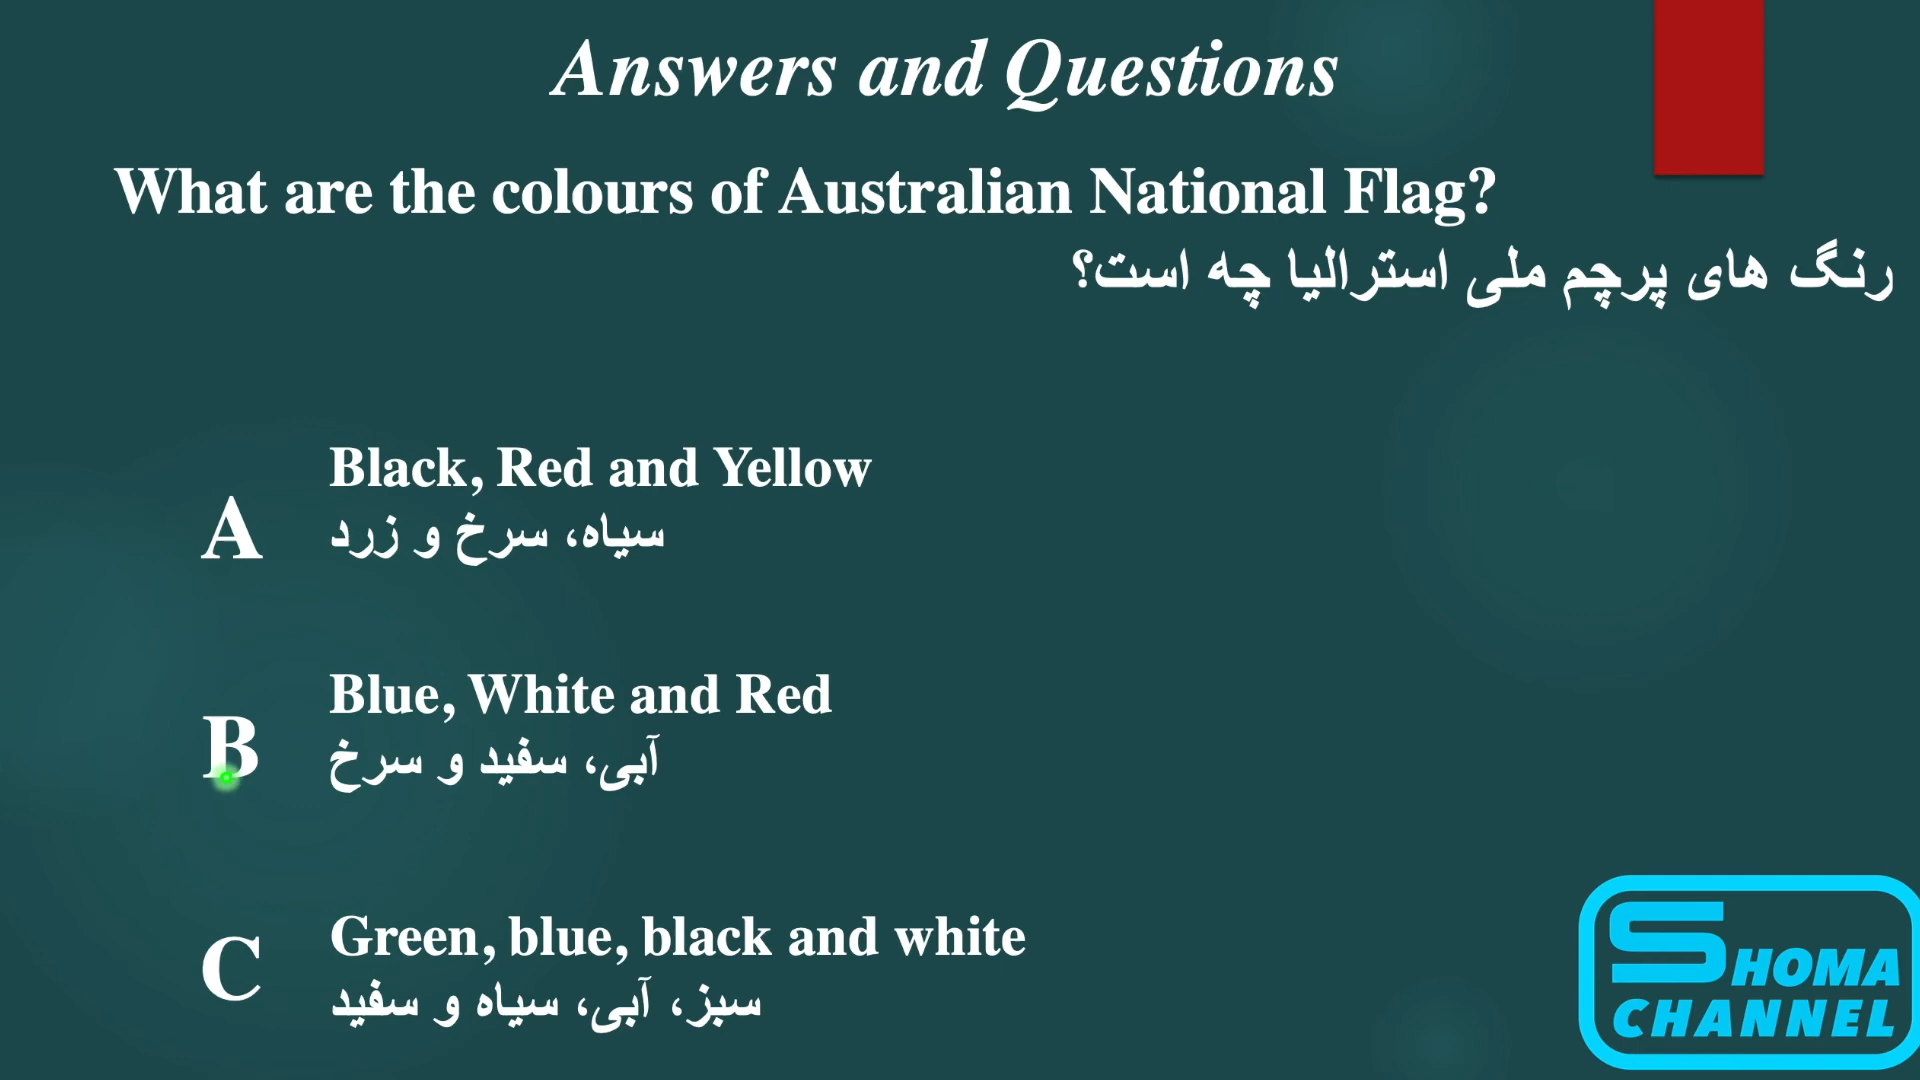 Answers and Questions
What are the colours of Australian National Flag?
رنگ های پرچم ملی استرالیا چه است؟
A
Black, Red and Yellow
سیاه، سرخ و زرد
B
Blue, White and Red
آبی، سفید و سرخ
C
Green, blue, black and white
سبز، آبی، سیاه و سفید
SHOMA
CHANNEL